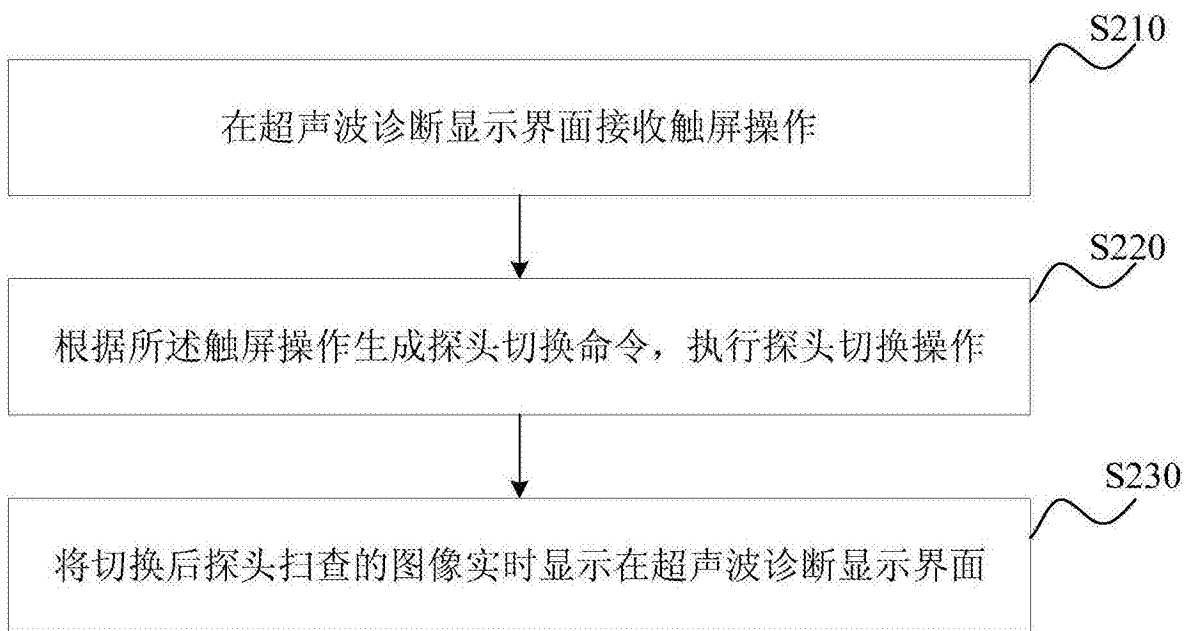 S210
在超声波诊断显示界面接收触屏操作
S220
根据所述触屏操作生成探头切换命令，执行探头切换操作
S230
将切换后探头扫查的图像实时显示在超声波诊断显示界面